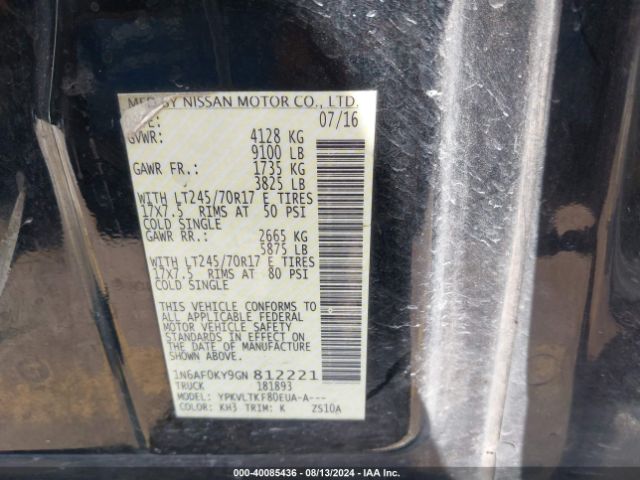 MFD BY NISSAN MOTOR CO., LTD.
07/16
GVWR: 4128 KG
9100 LB
GAWR FR.: 1735 KG
3825 LB
WITH LT245/70R17 E TIRES
17X7.5 RIMS AT 50 PSI
COLD SINGLE
GAWR RR.: 2665 KG
5875 LB
WITH LT245/70R17 E TIRES
17X7.5 RIMS AT 80 PSI
COLD SINGLE
THIS VEHICLE CONFORMS TO
ALL APPLICABLE FEDERAL
MOTOR VEHICLE SAFETY
STANDARDS IN EFFECT ON
THE DATE OF MANUFACTURE
SHOWN ABOVE.
1N6AF0KY9GN 812221
TRUCK 181893
MODEL: YPKVLTKF80EUA-A---
COLOR: KH3 TRIM: K ZS10A
000-40085436 - 08/13/2024 - IAA Inc.